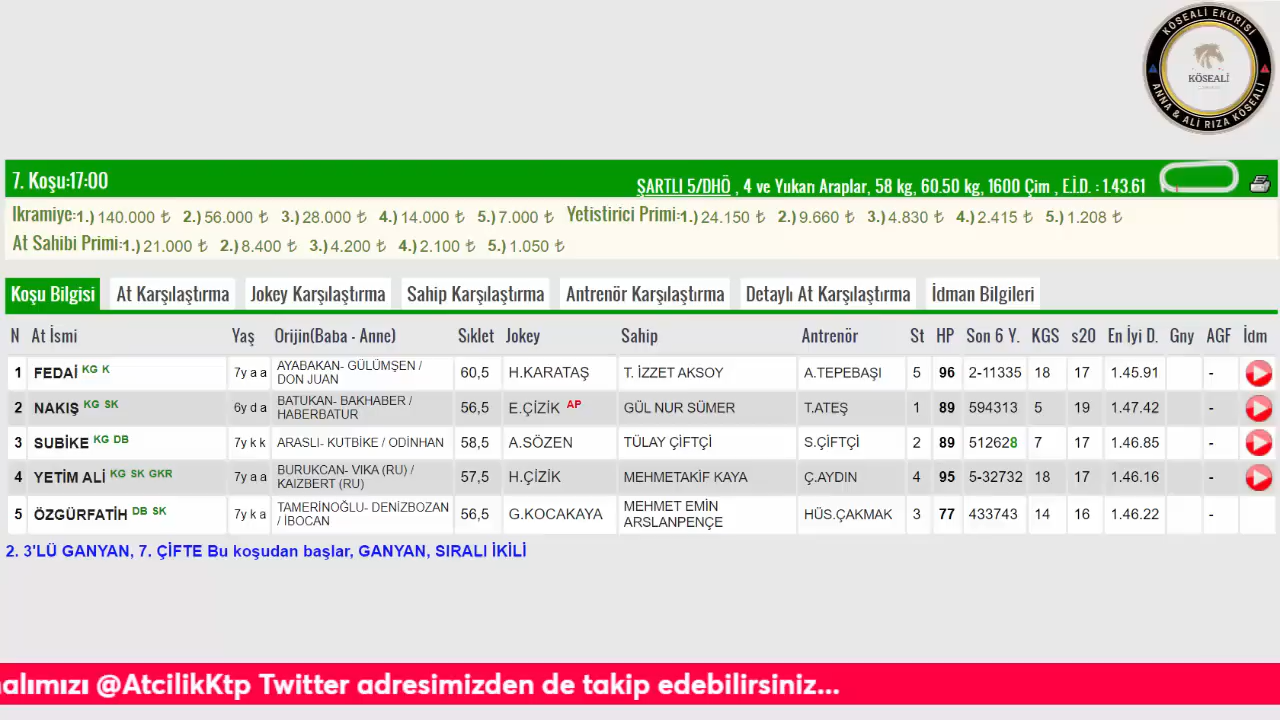 KÖSEALİ EKÜRİSİ
KÖSEALİ
ANNA & ALİ RIZA KÖSEALİ
7. Koşu:17:00
ŞARTLI 5/DHÖ , 4 ve Yukarı Araplar, 58 kg, 60.50 kg, 1600 Çim , E.İ.D. : 1.43.61
Ikramiye:1.) 140.000 ₺ 2.) 56.000 ₺ 3.) 28.000 ₺ 4.) 14.000 ₺ 5.) 7.000 ₺ Yetistirici Primi:1.) 24.150 ₺ 2.) 9.660 ₺ 3.) 4.830 ₺ 4.) 2.415 ₺ 5.) 1.208 ₺
At Sahibi Primi:1.) 21.000 ₺ 2.) 8.400 ₺ 3.) 4.200 ₺ 4.) 2.100 ₺ 5.) 1.050 ₺
Koşu Bilgisi At Karşılaştırma Jokey Karşılaştırma Sahip Karşılaştırma Antrenör Karşılaştırma Detaylı At Karşılaştırma İdman Bilgileri
N At İsmi Yaş Orijin(Baba - Anne) Sıklet Jokey Sahip Antrenör St HP Son 6 Y. KGS s20 En İyi D. Gny AGF İdm
1 FEDAİ KG K 7y a a AYABAKAN- GÜLÜMŞEN / DON JUAN 60,5 H.KARATAŞ T. İZZET AKSOY A.TEPEBAŞI 5 96 2-11335 18 17 1.45.91 -
2 NAKIŞ KG SK 6y d a BATUKAN- BAKHABER / HABERBATUR 56,5 E.ÇİZİK AP GÜL NUR SÜMER T.ATEŞ 1 89 594313 5 19 1.47.42 -
3 SUBİKE KG DB 7y k k ARASLI- KUTBİKE / ODİNHAN 58,5 A.SÖZEN TÜLAY ÇİFTÇİ S.ÇİFTÇİ 2 89 512628 7 17 1.46.85 -
4 YETİM ALİ KG SK GKR 7y a a BURUKCAN- VIKA (RU) / KAIZBERT (RU) 57,5 H.ÇİZİK MEHMETAKİF KAYA Ç.AYDIN 4 95 5-32732 18 17 1.46.16 -
5 ÖZGÜRFATİH DB SK 7y k a TAMERİNOĞLU- DENİZBOZAN / İBOCAN 56,5 G.KOCAKAYA MEHMET EMİN ARSLANPENÇE HÜS.ÇAKMAK 3 77 433743 14 16 1.46.22 -
2. 3'LÜ GANYAN, 7. ÇİFTE Bu koşudan başlar, GANYAN, SIRALI İKİLİ
nalımızı @AtcilikKtp Twitter adresimizden de takip edebilirsiniz...